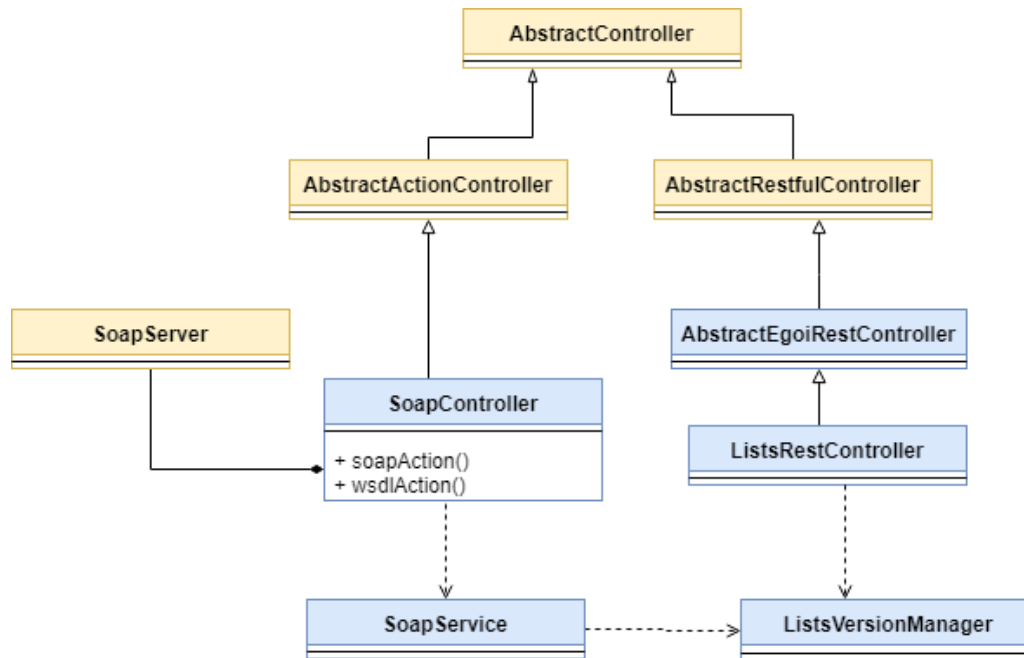 AbstractController
AbstractActionController
AbstractRestfulController
SoapServer
AbstractEgoiRestController
SoapController
+ soapAction()
+ wsdlAction()
ListsRestController
SoapService
ListsVersionManager